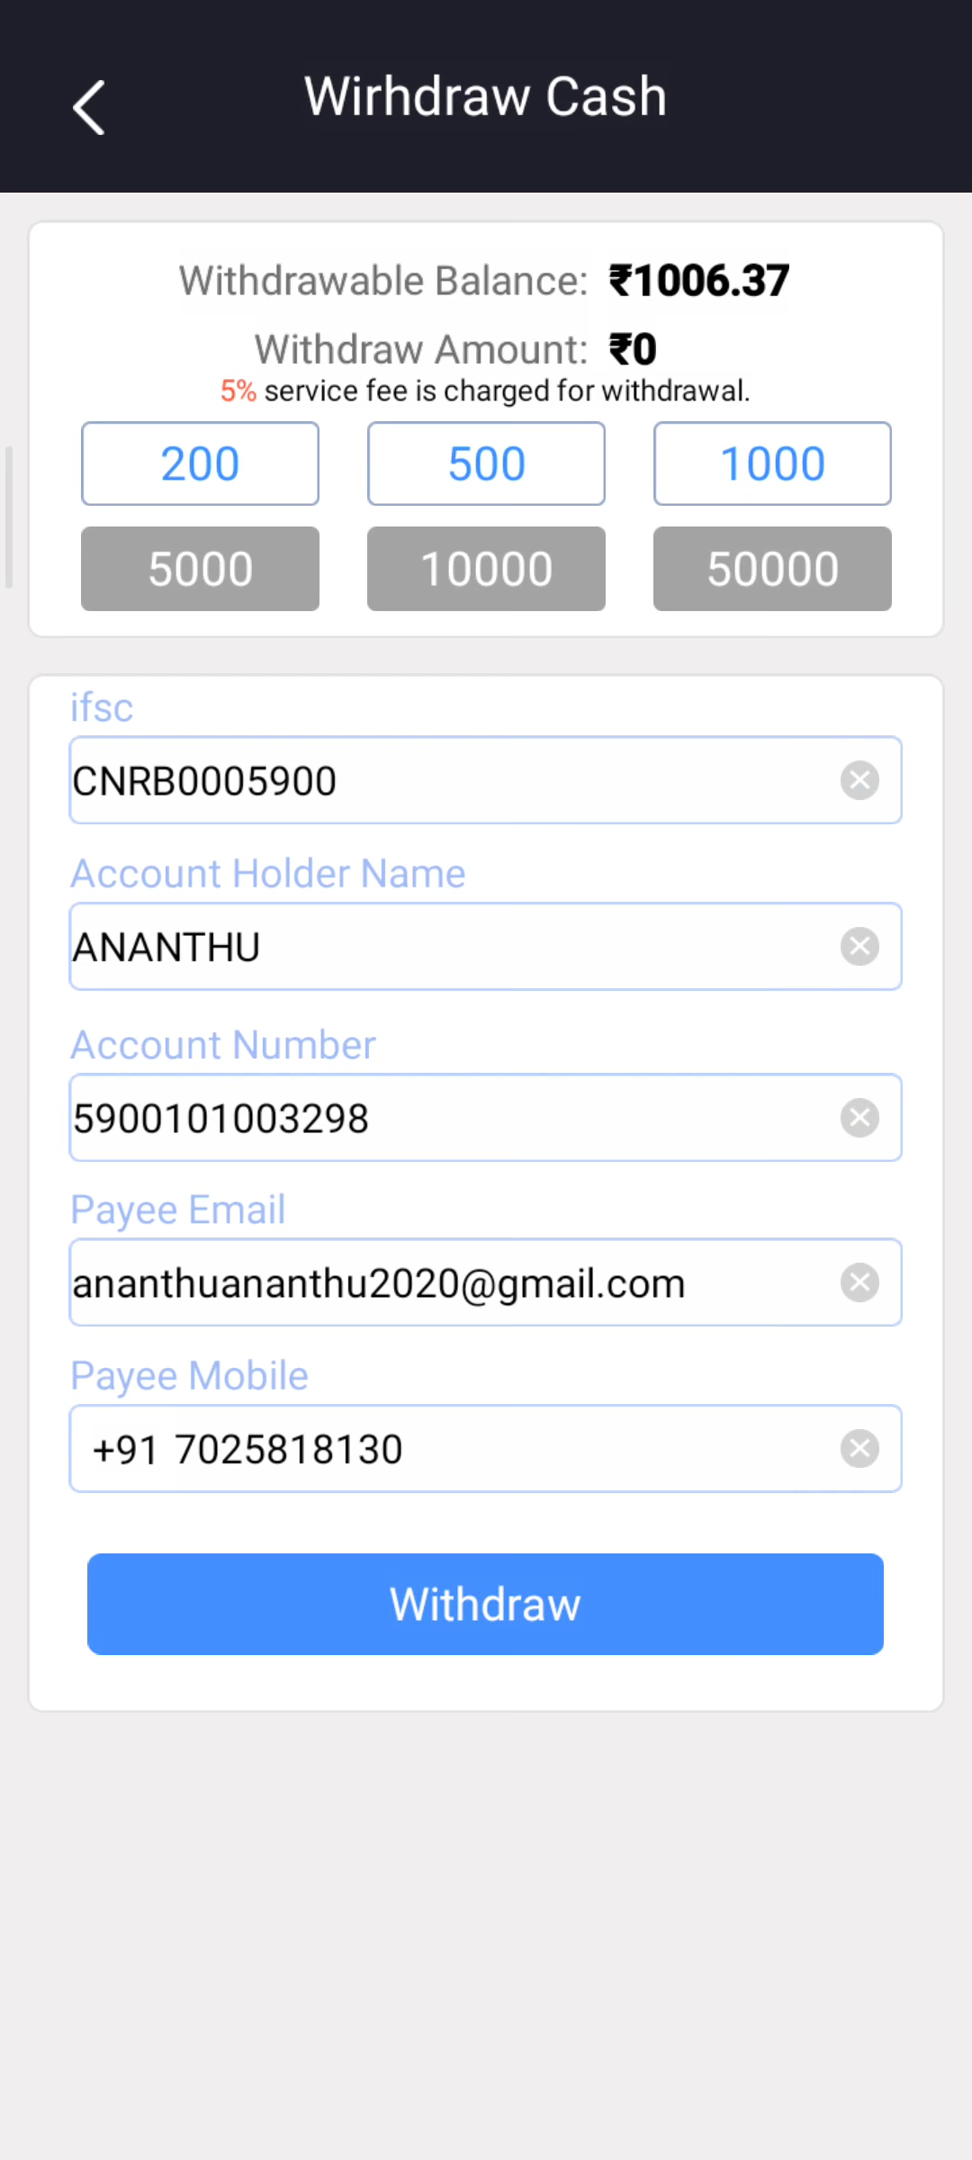 Wirhdraw Cash
Withdrawable Balance: ₹1006.37
Withdraw Amount: ₹0
5% service fee is charged for withdrawal.
200 500 1000
5000 10000 50000
ifsc
CNRB0005900
Account Holder Name
ANANTHU
Account Number
5900101003298
Payee Email
ananthuananthu2020@gmail.com
Payee Mobile
+91 7025818130
Withdraw